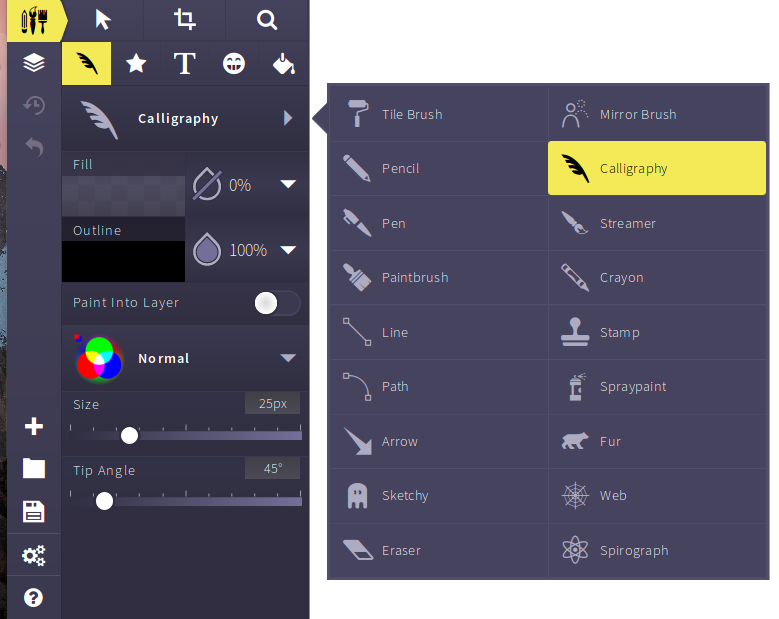 T
Calligraphy
Fill
0%
Outline
100%
Paint Into Layer
Normal
Size
25px
Tip Angle
45°
?
Tile Brush
Mirror Brush
Pencil
Calligraphy
Pen
Streamer
Paintbrush
Crayon
Line
Stamp
Path
Spraypaint
Arrow
Fur
Sketchy
Web
Eraser
Spirograph